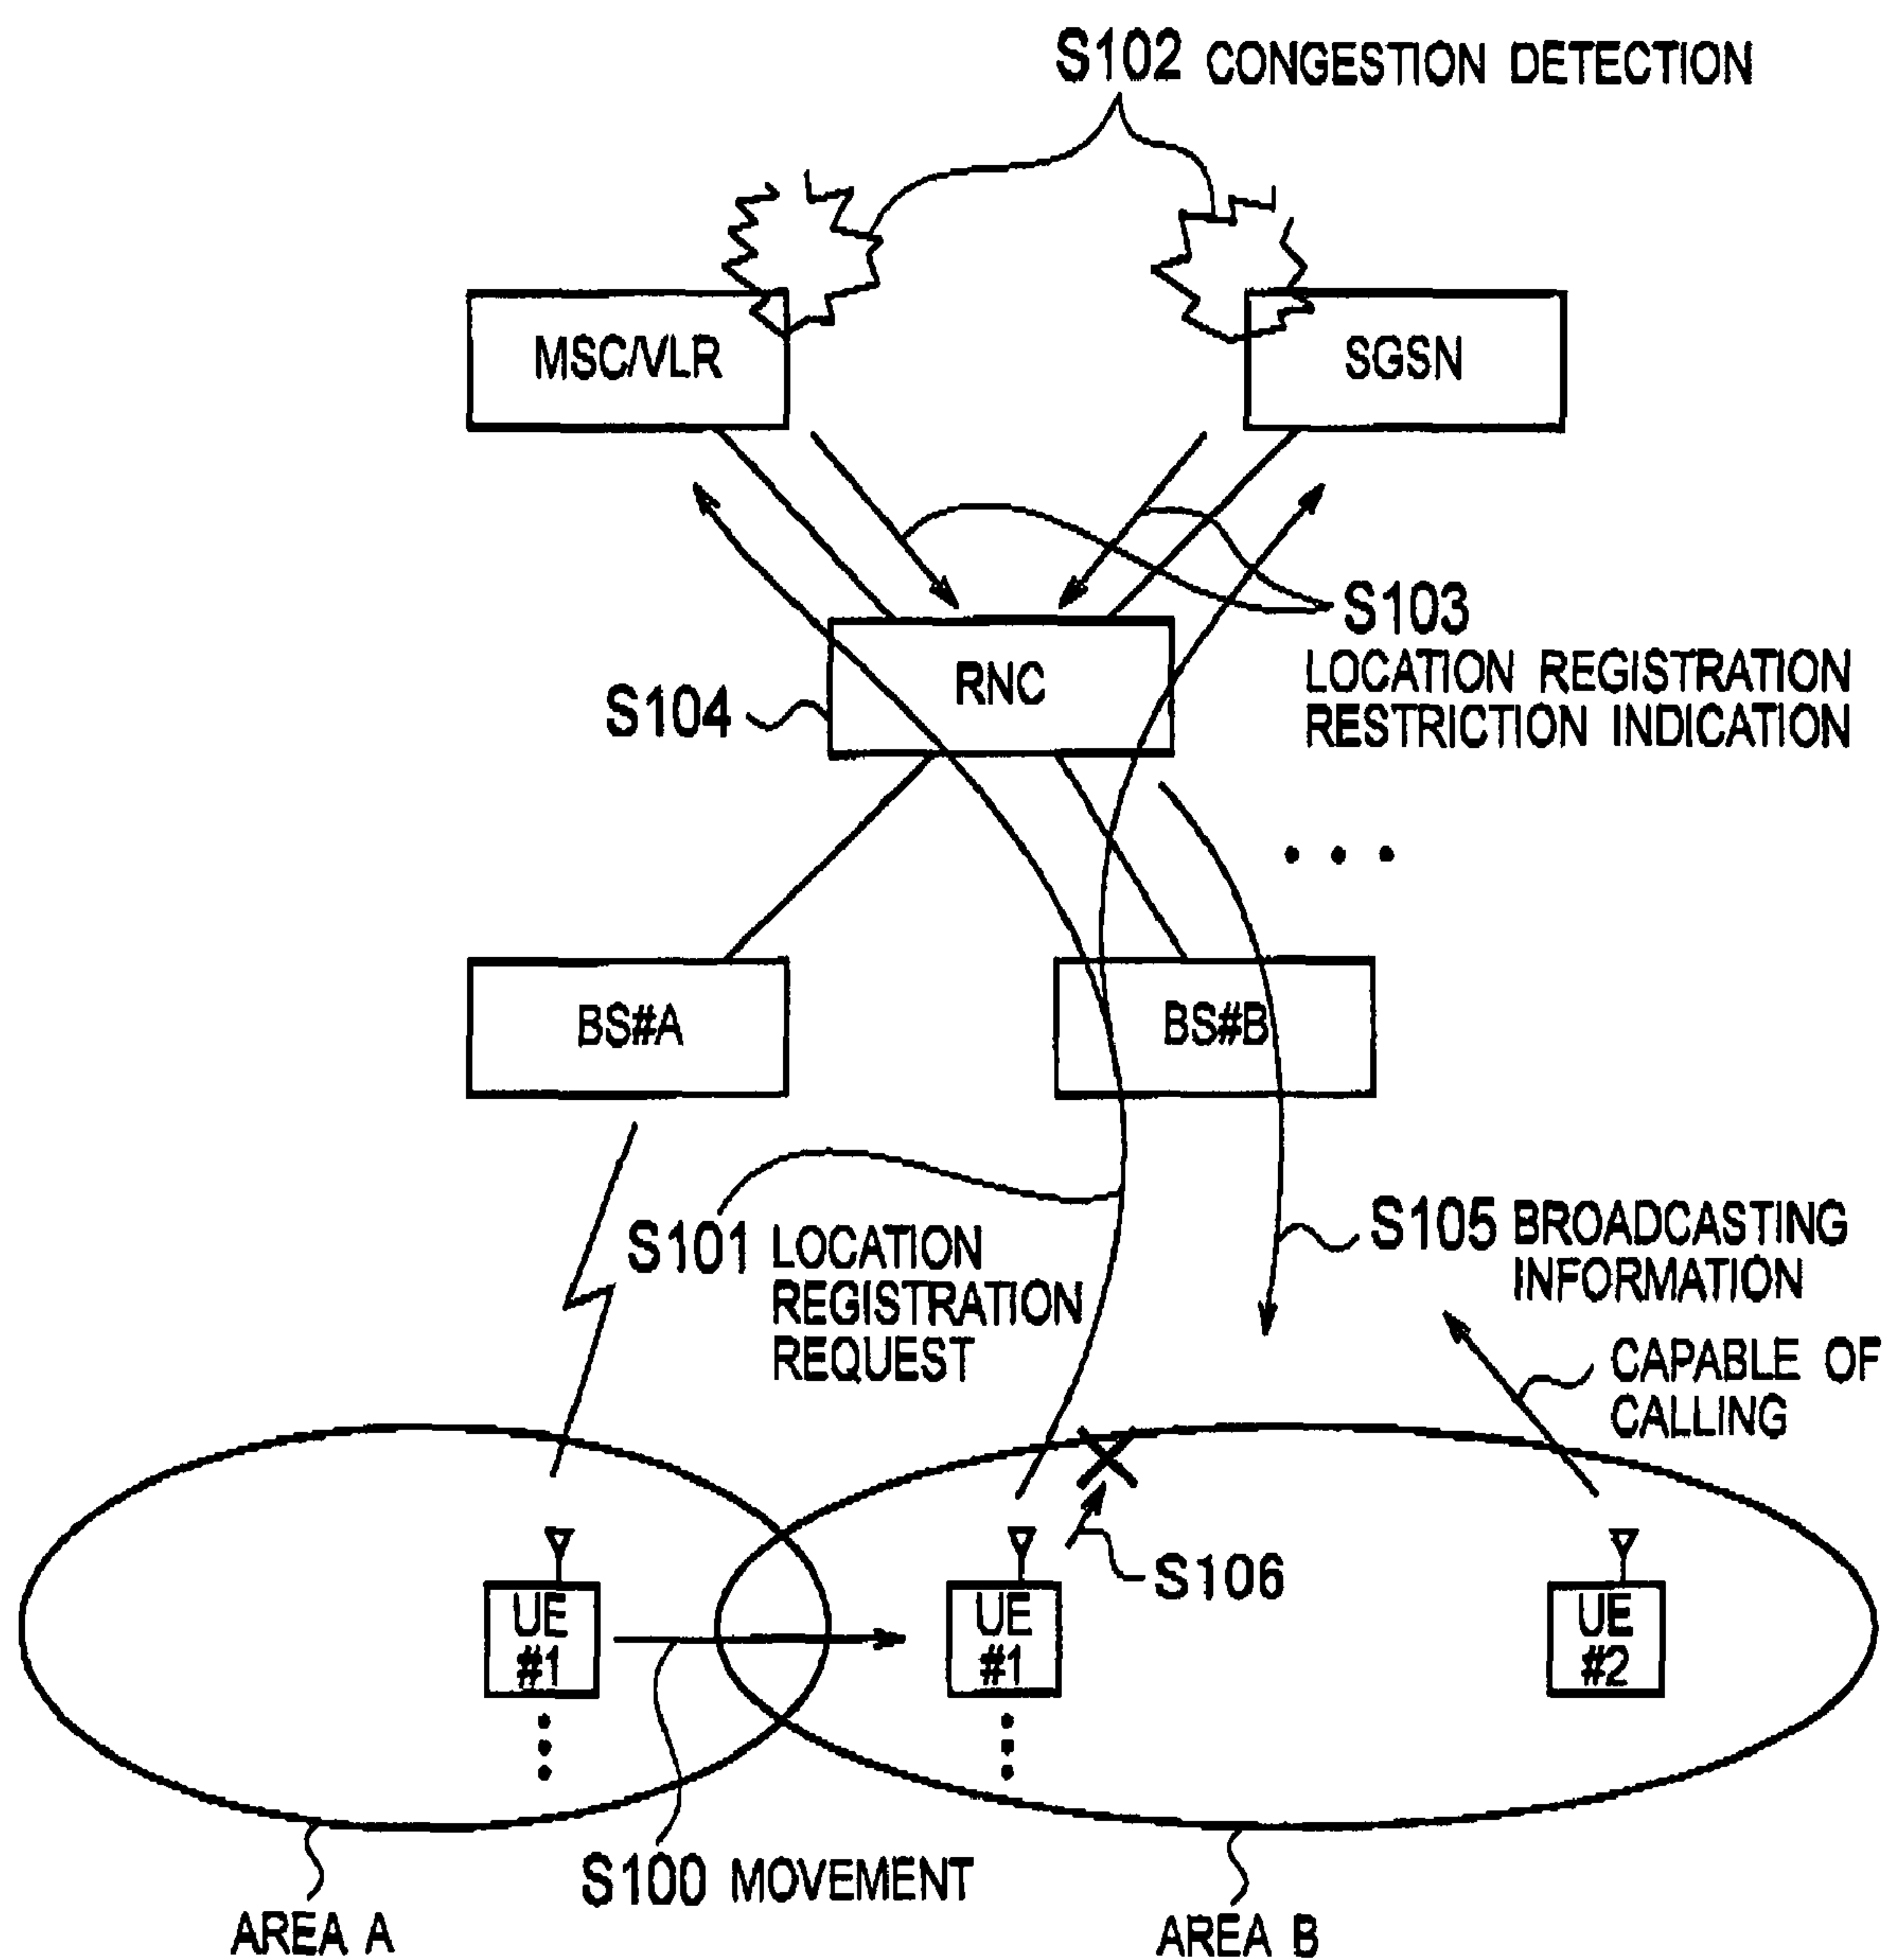 S102 CONGESTION DETECTION
MSC/VLR
SGSN
S103
LOCATION REGISTRATION
RESTRICTION INDICATION
RNC
S104
BS#A
BS#B
S101 LOCATION
REGISTRATION
REQUEST
S105 BROADCASTING
INFORMATION
CAPABLE OF
CALLING
S106
UE
#1
UE
#1
UE
#2
S100 MOVEMENT
AREA A
AREA B